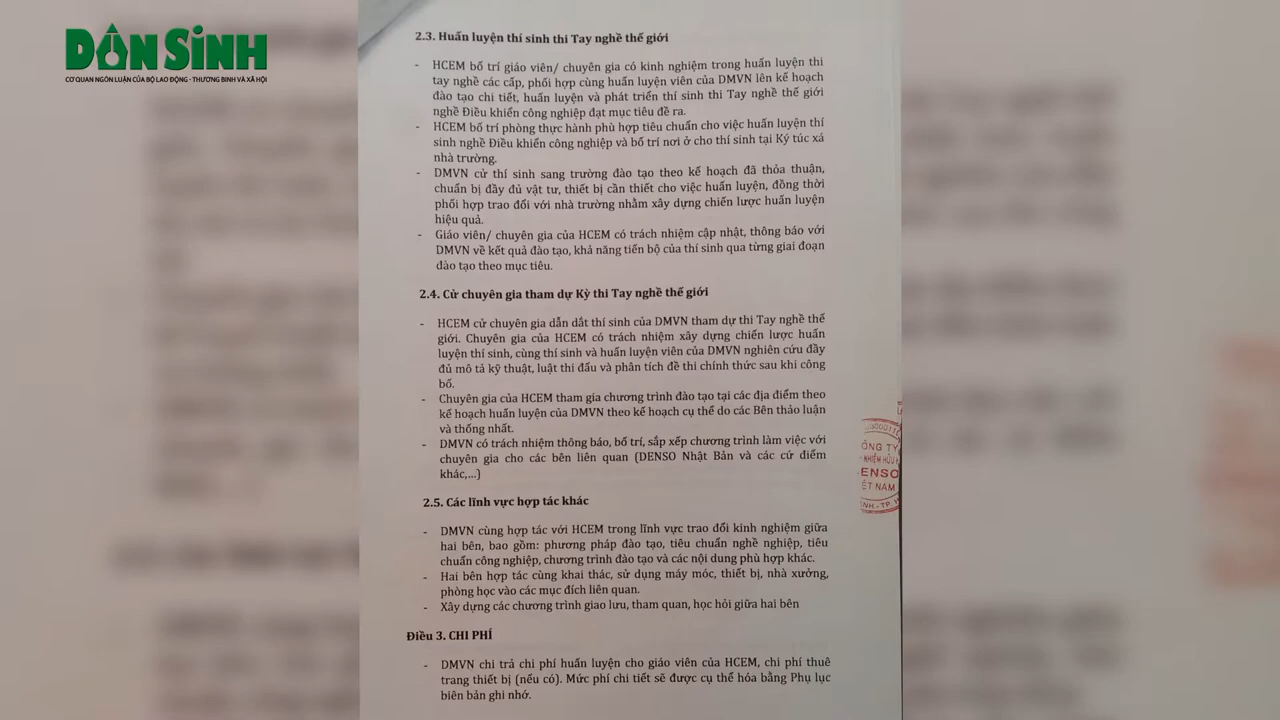 DÂN SINH
CƠ QUAN NGÔN LUẬN CỦA BỘ LAO ĐỘNG - THƯƠNG BINH VÀ XÃ HỘI
2.3. Huấn luyện thí sinh thi Tay nghề thế giới
- HCEM bố trí giáo viên/ chuyên gia có kinh nghiệm trong huấn luyện thi
tay nghề các cấp, phối hợp cùng huấn luyện viên của DMVN lên kế hoạch
đào tạo chi tiết, huấn luyện và phát triển thí sinh thi Tay nghề thế giới
nghề Điều khiển công nghiệp đạt mục tiêu đề ra.
- HCEM bố trí phòng thực hành phù hợp tiêu chuẩn cho việc huấn luyện thí
sinh nghề Điều khiển công nghiệp và bố trí nơi ở cho thí sinh tại Ký túc xá
nhà trường.
- DMVN cử thí sinh sang trường đào tạo theo kế hoạch đã thỏa thuận,
chuẩn bị đầy đủ vật tư, thiết bị cần thiết cho việc huấn luyện, đồng thời
phối hợp trao đổi với nhà trường nhằm xây dựng chiến lược huấn luyện
hiệu quả.
- Giáo viên/ chuyên gia của HCEM có trách nhiệm cập nhật, thông báo với
DMVN về kết quả đào tạo, khả năng tiến bộ của thí sinh qua từng giai đoạn
đào tạo theo mục tiêu.
2.4. Cử chuyên gia tham dự Kỳ thi Tay nghề thế giới
- HCEM cử chuyên gia dẫn dắt thí sinh của DMVN tham dự thi Tay nghề thế
giới. Chuyên gia của HCEM có trách nhiệm xây dựng chiến lược huấn
luyện thí sinh, cùng thí sinh và huấn luyện viên của DMVN nghiên cứu đầy
đủ mô tả kỹ thuật, luật thi đấu và phân tích đề thi chính thức sau khi công
bố.
- Chuyên gia của HCEM tham gia chương trình đào tạo tại các địa điểm theo
kế hoạch huấn luyện của DMVN theo kế hoạch cụ thể do các Bên thảo luận
và thống nhất.
- DMVN có trách nhiệm thông báo, bố trí, sắp xếp chương trình làm việc với
chuyên gia cho các bên liên quan (DENSO Nhật Bản và các cứ điểm
khác,...)
ÔNG TY
NHIỆM HỮU
ENSO
ỆT NAM
2.5. Các lĩnh vực hợp tác khác
- DMVN cùng hợp tác với HCEM trong lĩnh vực trao đổi kinh nghiệm giữa
hai bên, bao gồm: phương pháp đào tạo, tiêu chuẩn nghề nghiệp, tiêu
chuẩn công nghiệp, chương trình đào tạo và các nội dung phù hợp khác.
- Hai bên hợp tác cùng khai thác, sử dụng máy móc, thiết bị, nhà xưởng,
phòng học vào các mục đích liên quan.
- Xây dựng các chương trình giao lưu, tham quan, học hỏi giữa hai bên
Điều 3. CHI PHÍ
- DMVN chi trả chi phí huấn luyện cho giáo viên của HCEM, chi phí thuê
trang thiết bị (nếu có). Mức phí chi tiết sẽ được cụ thể hóa bằng Phụ lục
biên bản ghi nhớ.